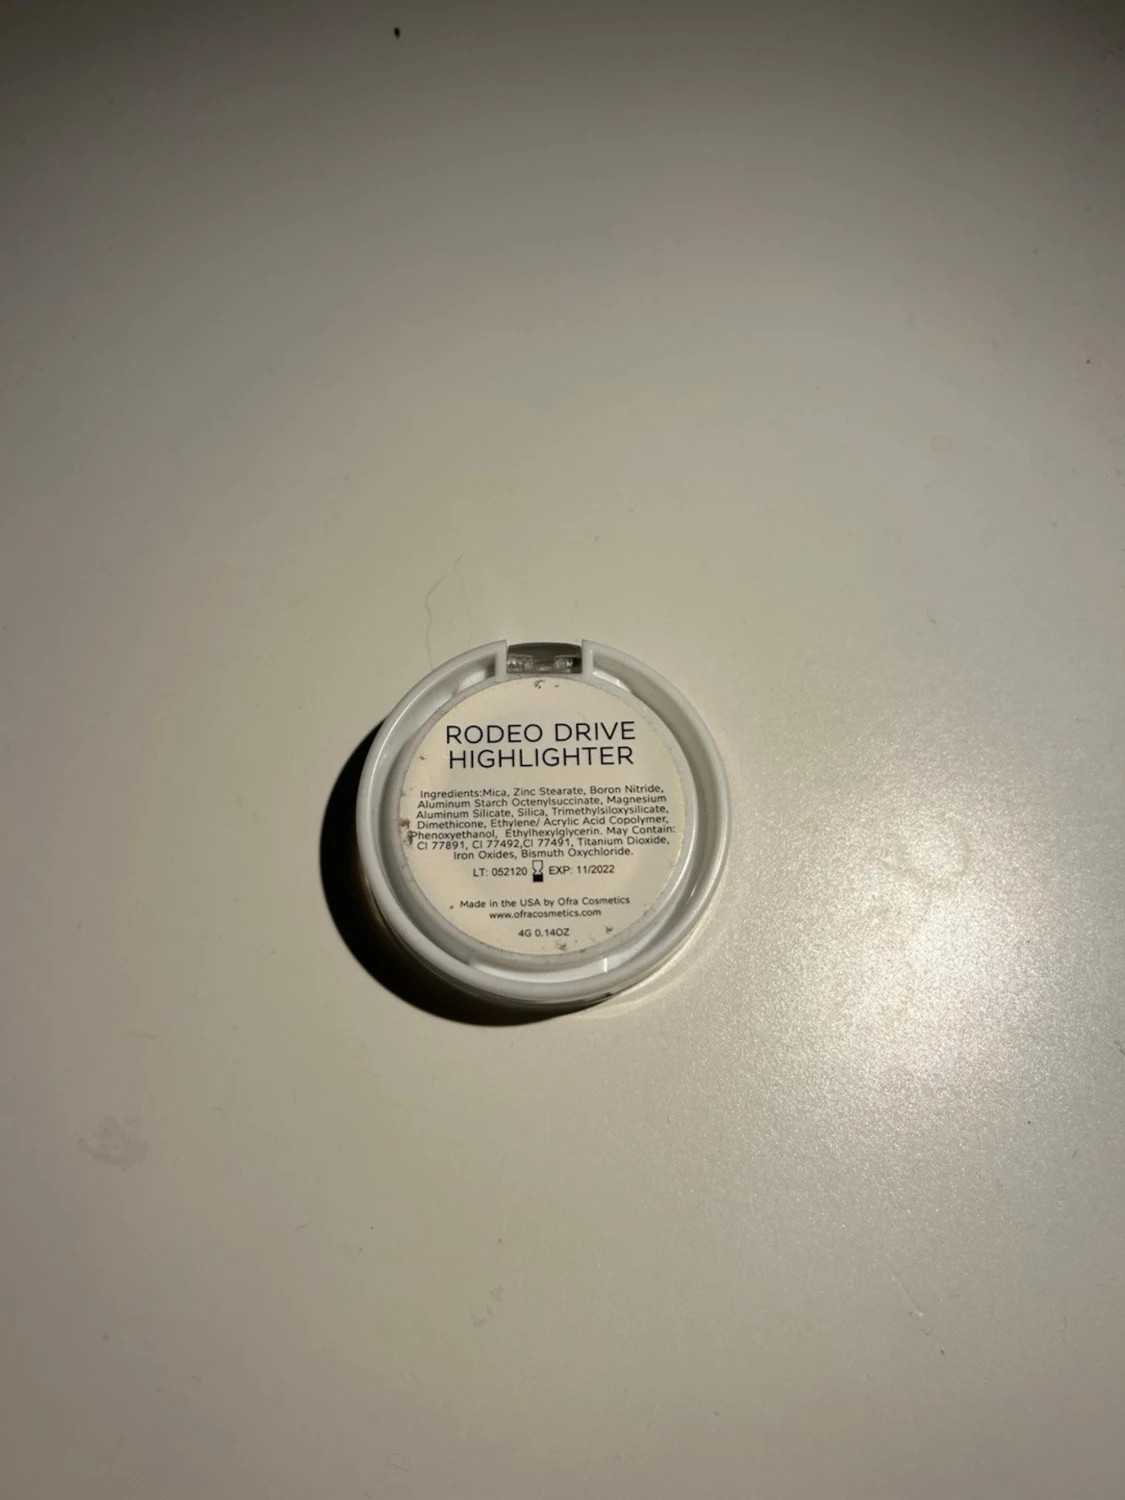 RODEO DRIVE
HIGHLIGHTER
Ingredients:Mica, Zinc Stearate, Boron Nitride,
Aluminum Starch Octenylsuccinate, Magnesium
Aluminum Silicate, Silica, Trimethylsiloxysilicate,
Dimethicone, Ethylene/ Acrylic Acid Copolymer,
Phenoxyethanol, Ethylhexylglycerin. May Contain:
CI 77891, CI 77492,CI 77491, Titanium Dioxide,
Iron Oxides, Bismuth Oxychloride.
LT: 052120 EXP: 11/2022
Made in the USA by Ofra Cosmetics
www.ofracosmetics.com
4G 0.14OZ